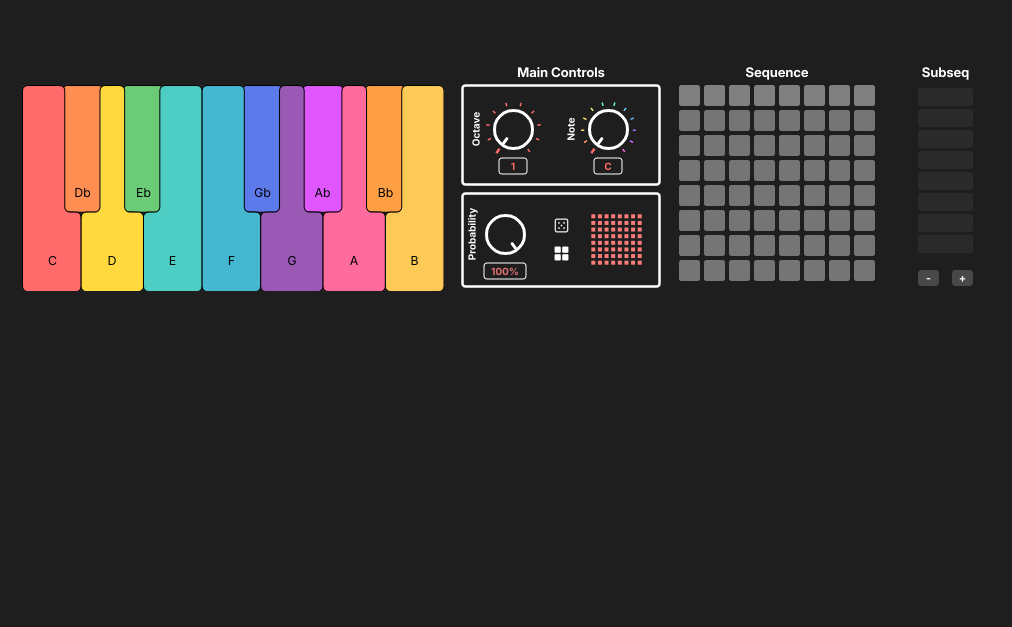 Main Controls
Sequence
Subseq
Octave
Note
1
C
Db
Eb
Gb
Ab
Bb
Probability
C
D
E
F
G
A
B
100%
-
+